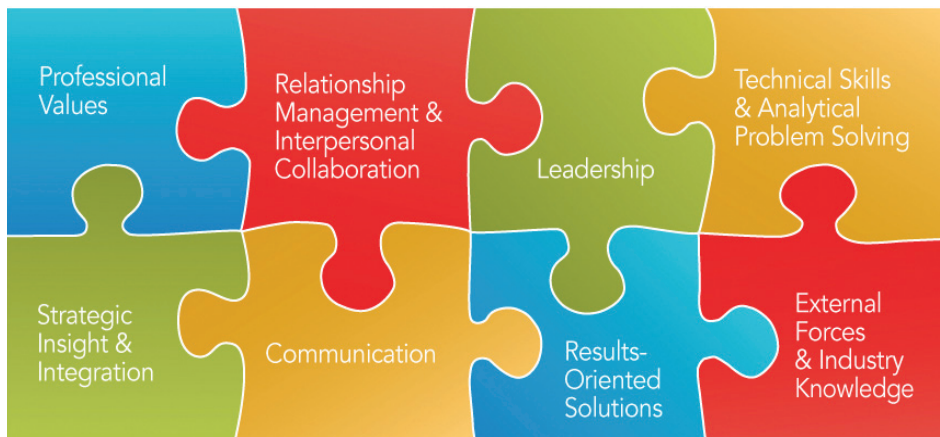 Professional
Values
Relationship
Management &
Interpersonal
Collaboration
Leadership
Technical Skills
& Analytical
Problem Solving
Strategic
Insight &
Integration
Communication
Results-
Oriented
Solutions
External
Forces
& Industry
Knowledge